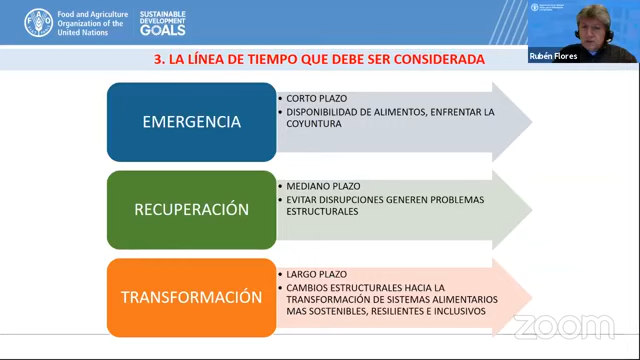 Food and Agriculture
Organization of the
United Nations
SUSTAINABLE
DEVELOPMENT
GOALS
Rubén Flores
3. LA LÍNEA DE TIEMPO QUE DEBE SER CONSIDERADA
EMERGENCIA
• CORTO PLAZO
• DISPONIBILIDAD DE ALIMENTOS, ENFRENTAR LA
COYUNTURA
RECUPERACIÓN
• MEDIANO PLAZO
• EVITAR DISRUPCIONES GENEREN PROBLEMAS
ESTRUCTURALES
TRANSFORMACIÓN
• LARGO PLAZO
• CAMBIOS ESTRUCTURALES HACIA LA
TRANSFORMACIÓN DE SISTEMAS ALIMENTARIOS
MAS SOSTENIBLES, RESILIENTES E INCLUSIVOS
zoom